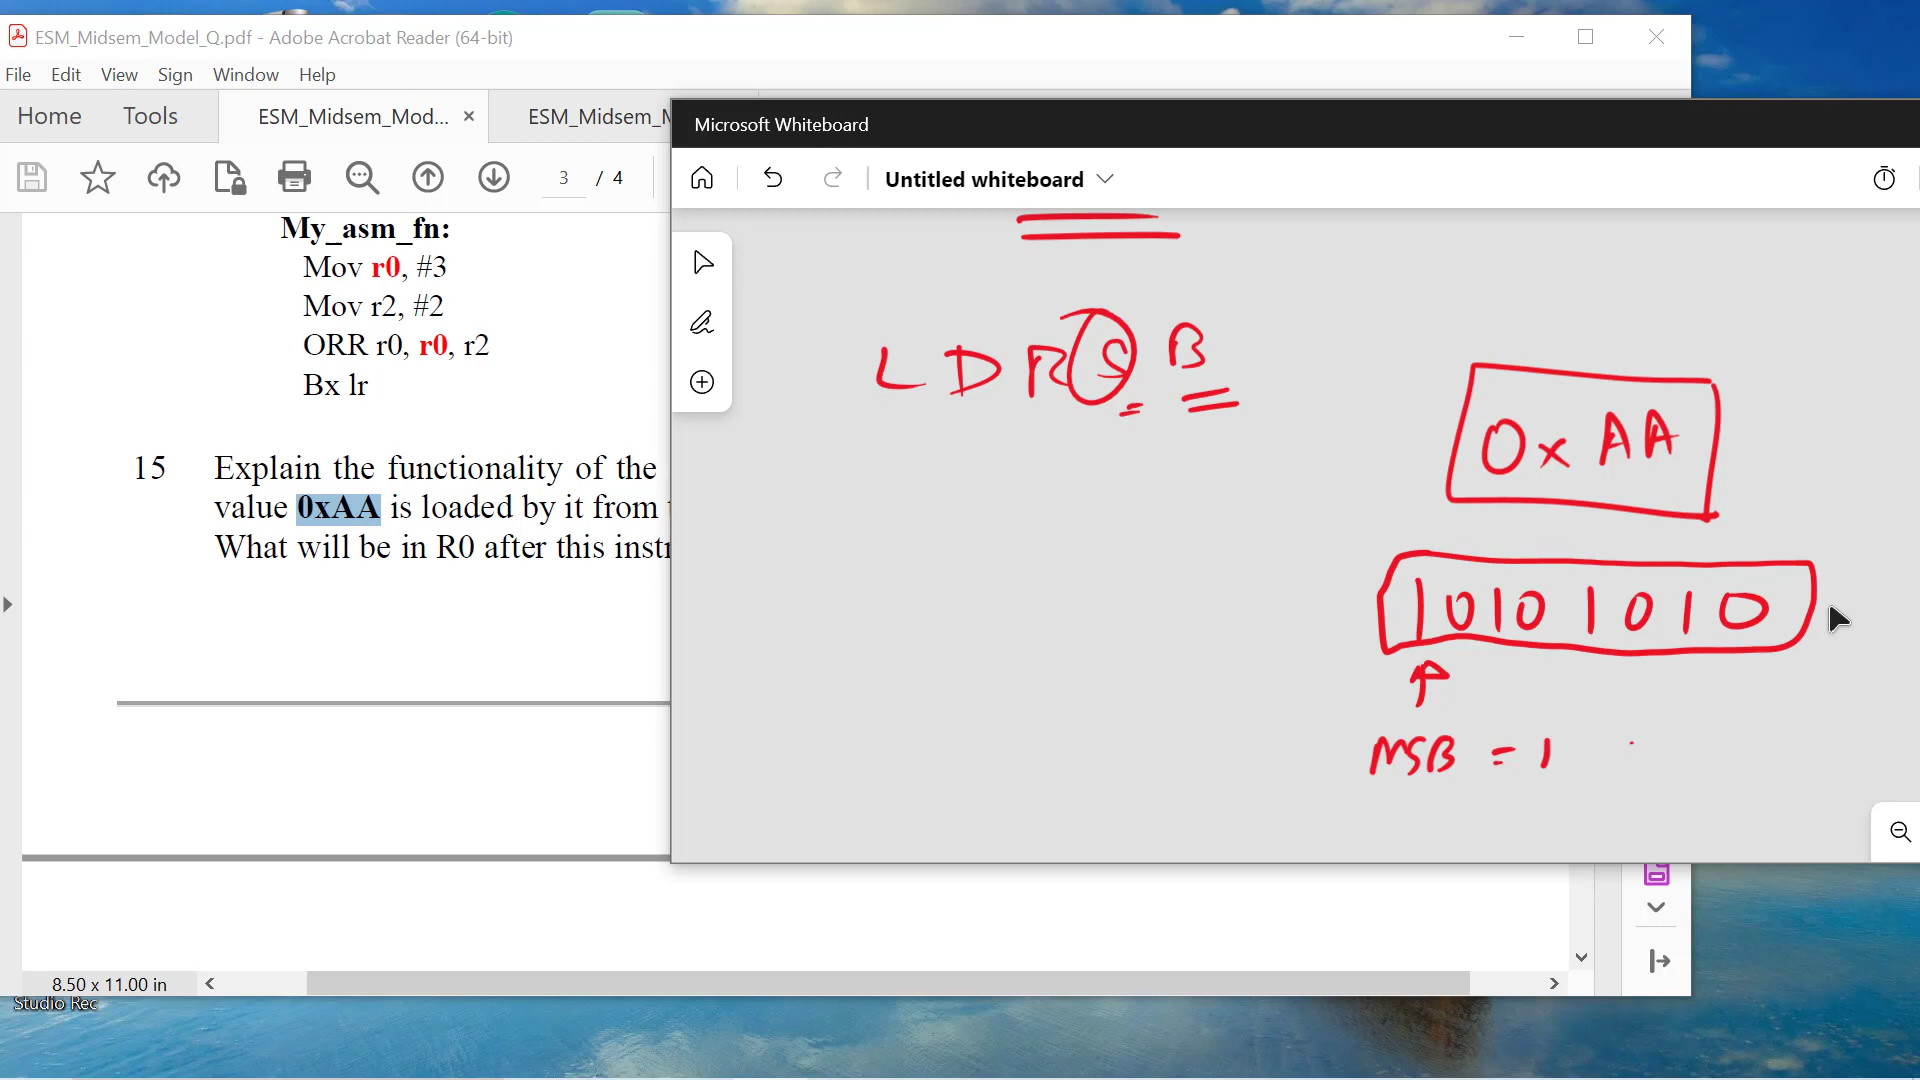 ESM_Midsem_Model_Q.pdf - Adobe Acrobat Reader (64-bit)
File Edit View Sign Window Help
Home Tools ESM_Midsem_Mod... × ESM_Midsem_M
3 / 4
My_asm_fn:
Mov r0, #3
Mov r2, #2
ORR r0, r0, r2
Bx lr
15 Explain the functionality of the
value 0xAA is loaded by it from
What will be in R0 after this instr
8.50 x 11.00 in
Studio Rec
Microsoft Whiteboard
Untitled whiteboard
LDRSB
0xAA
10101010
MSB = 1